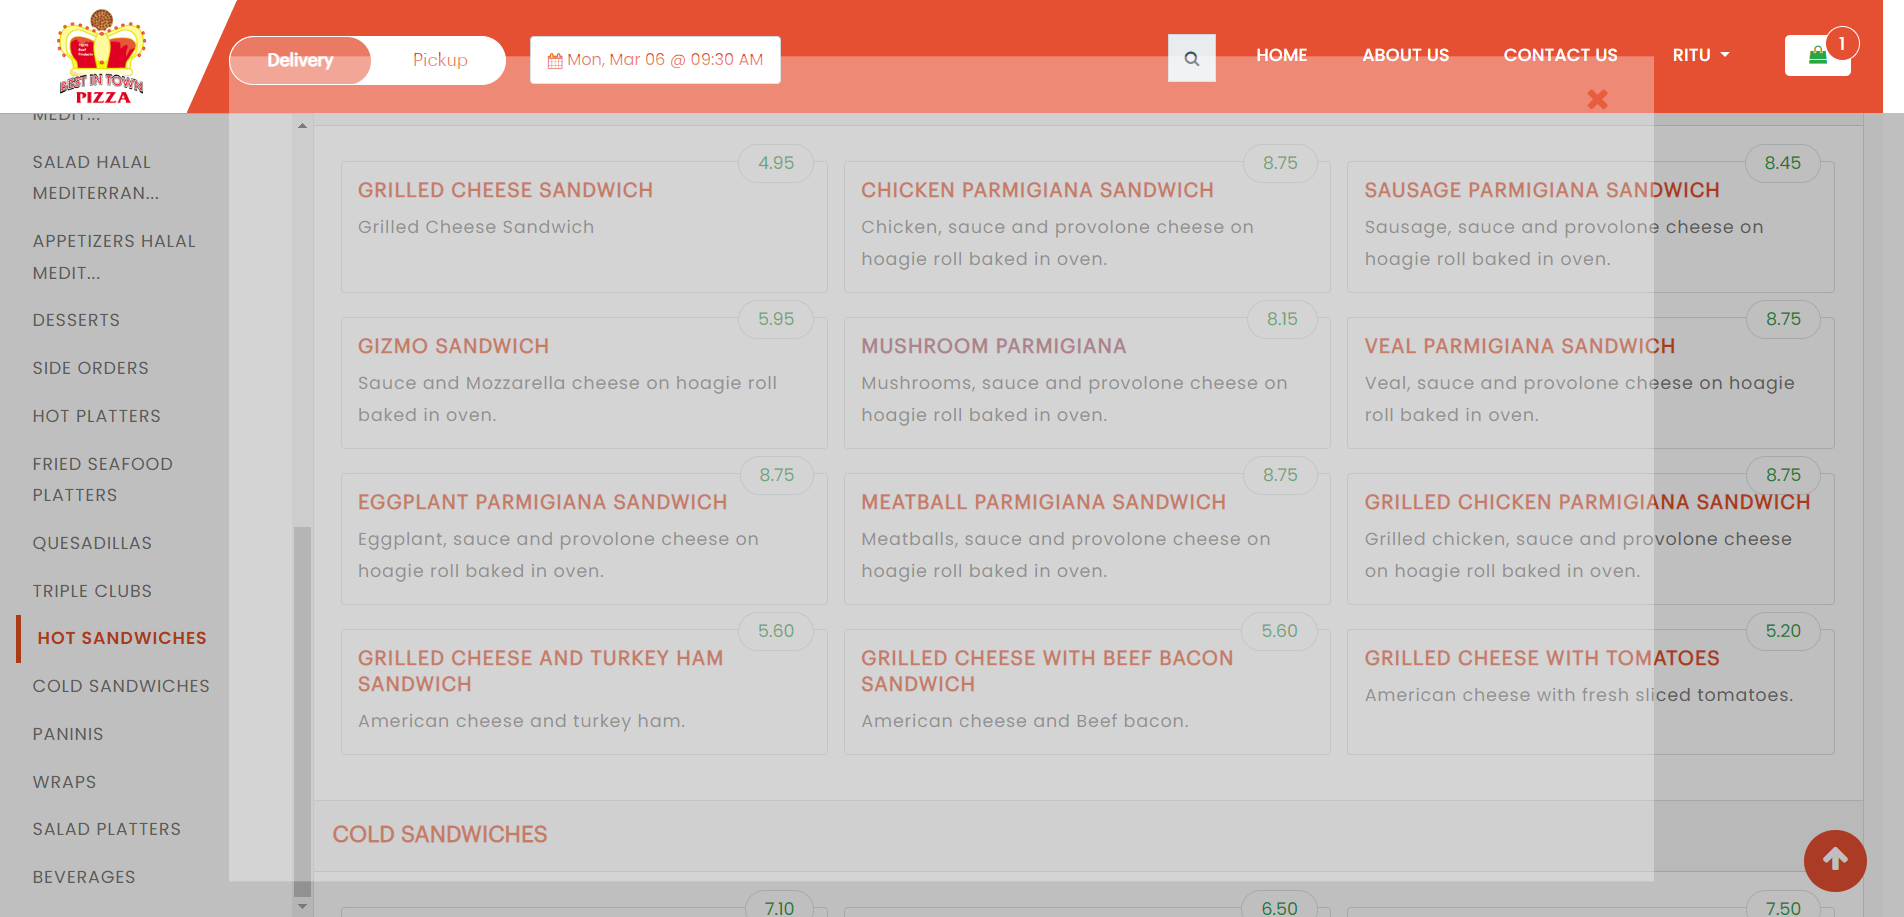 BEST IN TOWN
PIZZA
Delivery
Pickup
Mon, Mar 06 @ 09:30 AM
HOME
ABOUT US
CONTACT US
RITU
1
MEDIT...
SALAD HALAL
MEDITERRAN...
APPETIZERS HALAL
MEDIT...
DESSERTS
SIDE ORDERS
HOT PLATTERS
FRIED SEAFOOD
PLATTERS
QUESADILLAS
TRIPLE CLUBS
HOT SANDWICHES
COLD SANDWICHES
PANINIS
WRAPS
SALAD PLATTERS
BEVERAGES
4.95
GRILLED CHEESE SANDWICH
Grilled Cheese Sandwich
8.75
CHICKEN PARMIGIANA SANDWICH
Chicken, sauce and provolone cheese on
hoagie roll baked in oven.
8.45
SAUSAGE PARMIGIANA SANDWICH
Sausage, sauce and provolone cheese on
hoagie roll baked in oven.
5.95
GIZMO SANDWICH
Sauce and Mozzarella cheese on hoagie roll
baked in oven.
8.15
MUSHROOM PARMIGIANA
Mushrooms, sauce and provolone cheese on
hoagie roll baked in oven.
8.75
VEAL PARMIGIANA SANDWICH
Veal, sauce and provolone cheese on hoagie
roll baked in oven.
8.75
EGGPLANT PARMIGIANA SANDWICH
Eggplant, sauce and provolone cheese on
hoagie roll baked in oven.
8.75
MEATBALL PARMIGIANA SANDWICH
Meatballs, sauce and provolone cheese on
hoagie roll baked in oven.
8.75
GRILLED CHICKEN PARMIGIANA SANDWICH
Grilled chicken, sauce and provolone cheese
on hoagie roll baked in oven.
5.60
GRILLED CHEESE AND TURKEY HAM
SANDWICH
American cheese and turkey ham.
5.60
GRILLED CHEESE WITH BEEF BACON
SANDWICH
American cheese and Beef bacon.
5.20
GRILLED CHEESE WITH TOMATOES
American cheese with fresh sliced tomatoes.
COLD SANDWICHES
7.10
6.50
7.50